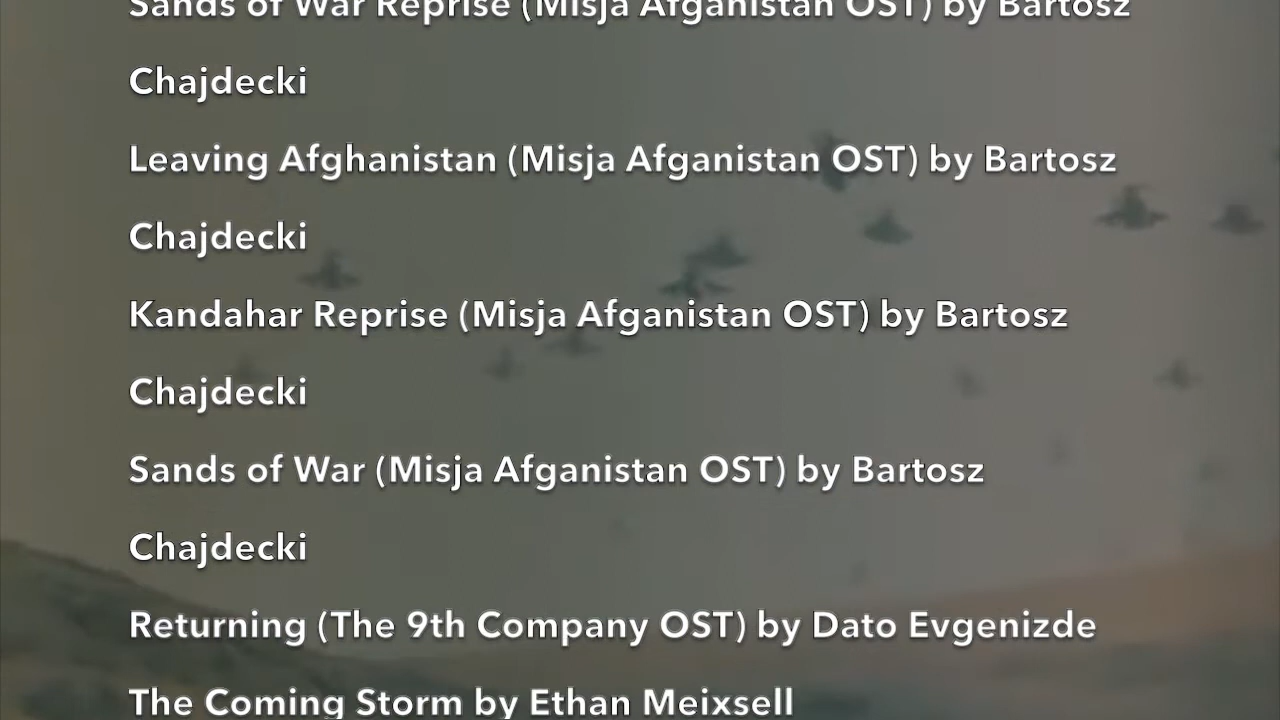 Sands of War Reprise (Misja Afganistan OST) by Bartosz
Chajdecki
Leaving Afghanistan (Misja Afganistan OST) by Bartosz
Chajdecki
Kandahar Reprise (Misja Afganistan OST) by Bartosz
Chajdecki
Sands of War (Misja Afganistan OST) by Bartosz
Chajdecki
Returning (The 9th Company OST) by Dato Evgenizde
The Coming Storm by Ethan Meixsell